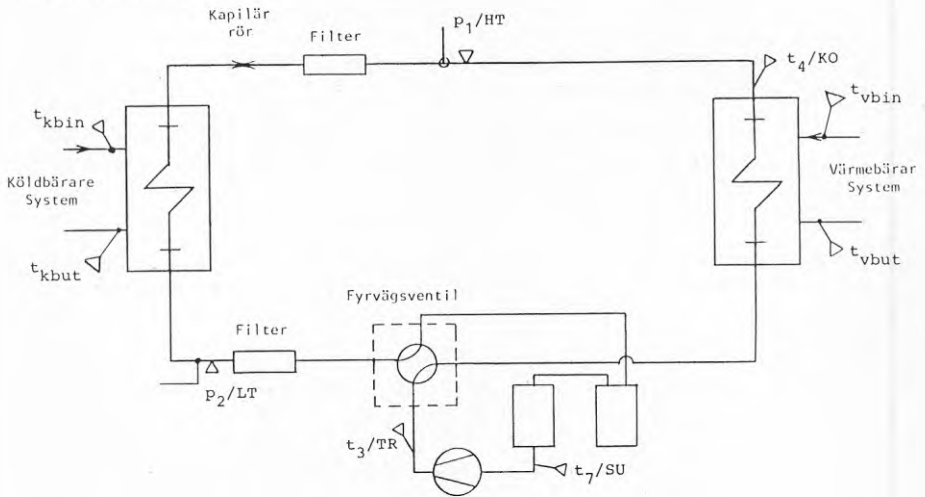 Kapilär
rör
Filter
p1/HT
t4/KO
tvbin
tkbin
Köldbärare
System
Värmebärar
System
tkbut
tvbut
Fyrvägsventil
Filter
p2/LT
t3/TR
t7/SU